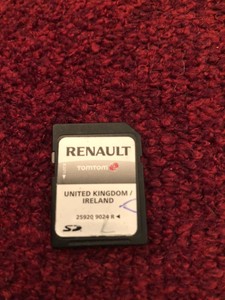 RENAULT
TOMTOM
UNITED KINGDOM /
IRELAND
25920 9024 R
SD